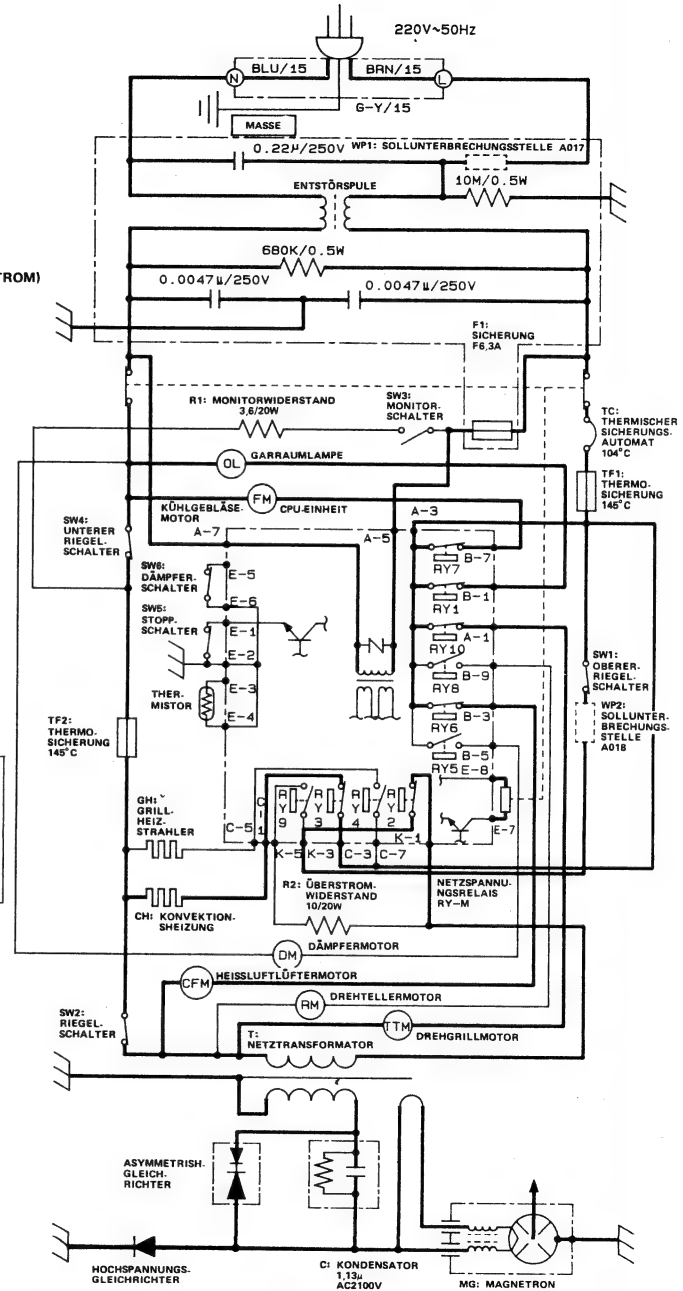 220V~50Hz
N
BLU/15
BRN/15
L
G-Y/15
MASSE
0.22µ/250V
WP1: SOLLUNTERBRECHUNGSSTELLE A017
10M/0.5W
ENTSTÖRSPULE
680K/0.5W
TROM)
0.0047µ/250V
0.0047µ/250V
F1:
SICHERUNG
F6,3A
R1: MONITORWIDERSTAND
3,6/20W
SW3:
MONITOR-
SCHALTER
TC:
THERMISCHER
SICHERUNGS-
AUTOMAT
104°C
OL
GARRAUMLAMPE
TF1:
THERMO-
SICHERUNG
145°C
FM
KÜHLGEBLÄSE-
MOTOR
CPU-EINHEIT
A-7
A-5
A-3
SW4:
UNTERER
RIEGEL-
SCHALTER
B-7
RY7
SW6:
DÄMPFER-
SCHALTER
E-5
E-6
B-1
RY1
SW5:
STOPP-
SCHALTER
E-1
E-2
A-1
RY10
SW1:
OBERER-
RIEGEL-
SCHALTER
B-9
RY8
THER-
MISTOR
E-3
E-4
B-3
RY6
WP2:
SOLLUNTER-
BRECHUNGS-
STELLE
A018
TF2:
THERMO-
SICHERUNG
145°C
B-5
RY5
E-8
GH:
GRILL-
HEIZ-
STRAHLER
RY9
RY3
RY4
RY2
E-7
C-5
C-1
K-5
K-3
C-3
C-7
K-1
R2: ÜBERSTROM-
WIDERSTAND
10/20W
NETZSPANNU-
NGSRELAIS
RY-M
CH: KONVEKTION-
SHEIZUNG
DM
DÄMPFERMOTOR
CFM
HEISSLUFTLÜFTERMOTOR
RM
DREHTELLERMOTOR
SW2:
RIEGEL-
SCHALTER
TTM
DREHGRILLMOTOR
T:
NETZTRANSFORMATOR
ASYMMETRISH-
GLEICH-
RICHTER
HOCHSPANNUNGS-
GLEICHRICHTER
C: KONDENSATOR
1,13µ
AC2100V
MG: MAGNETRON